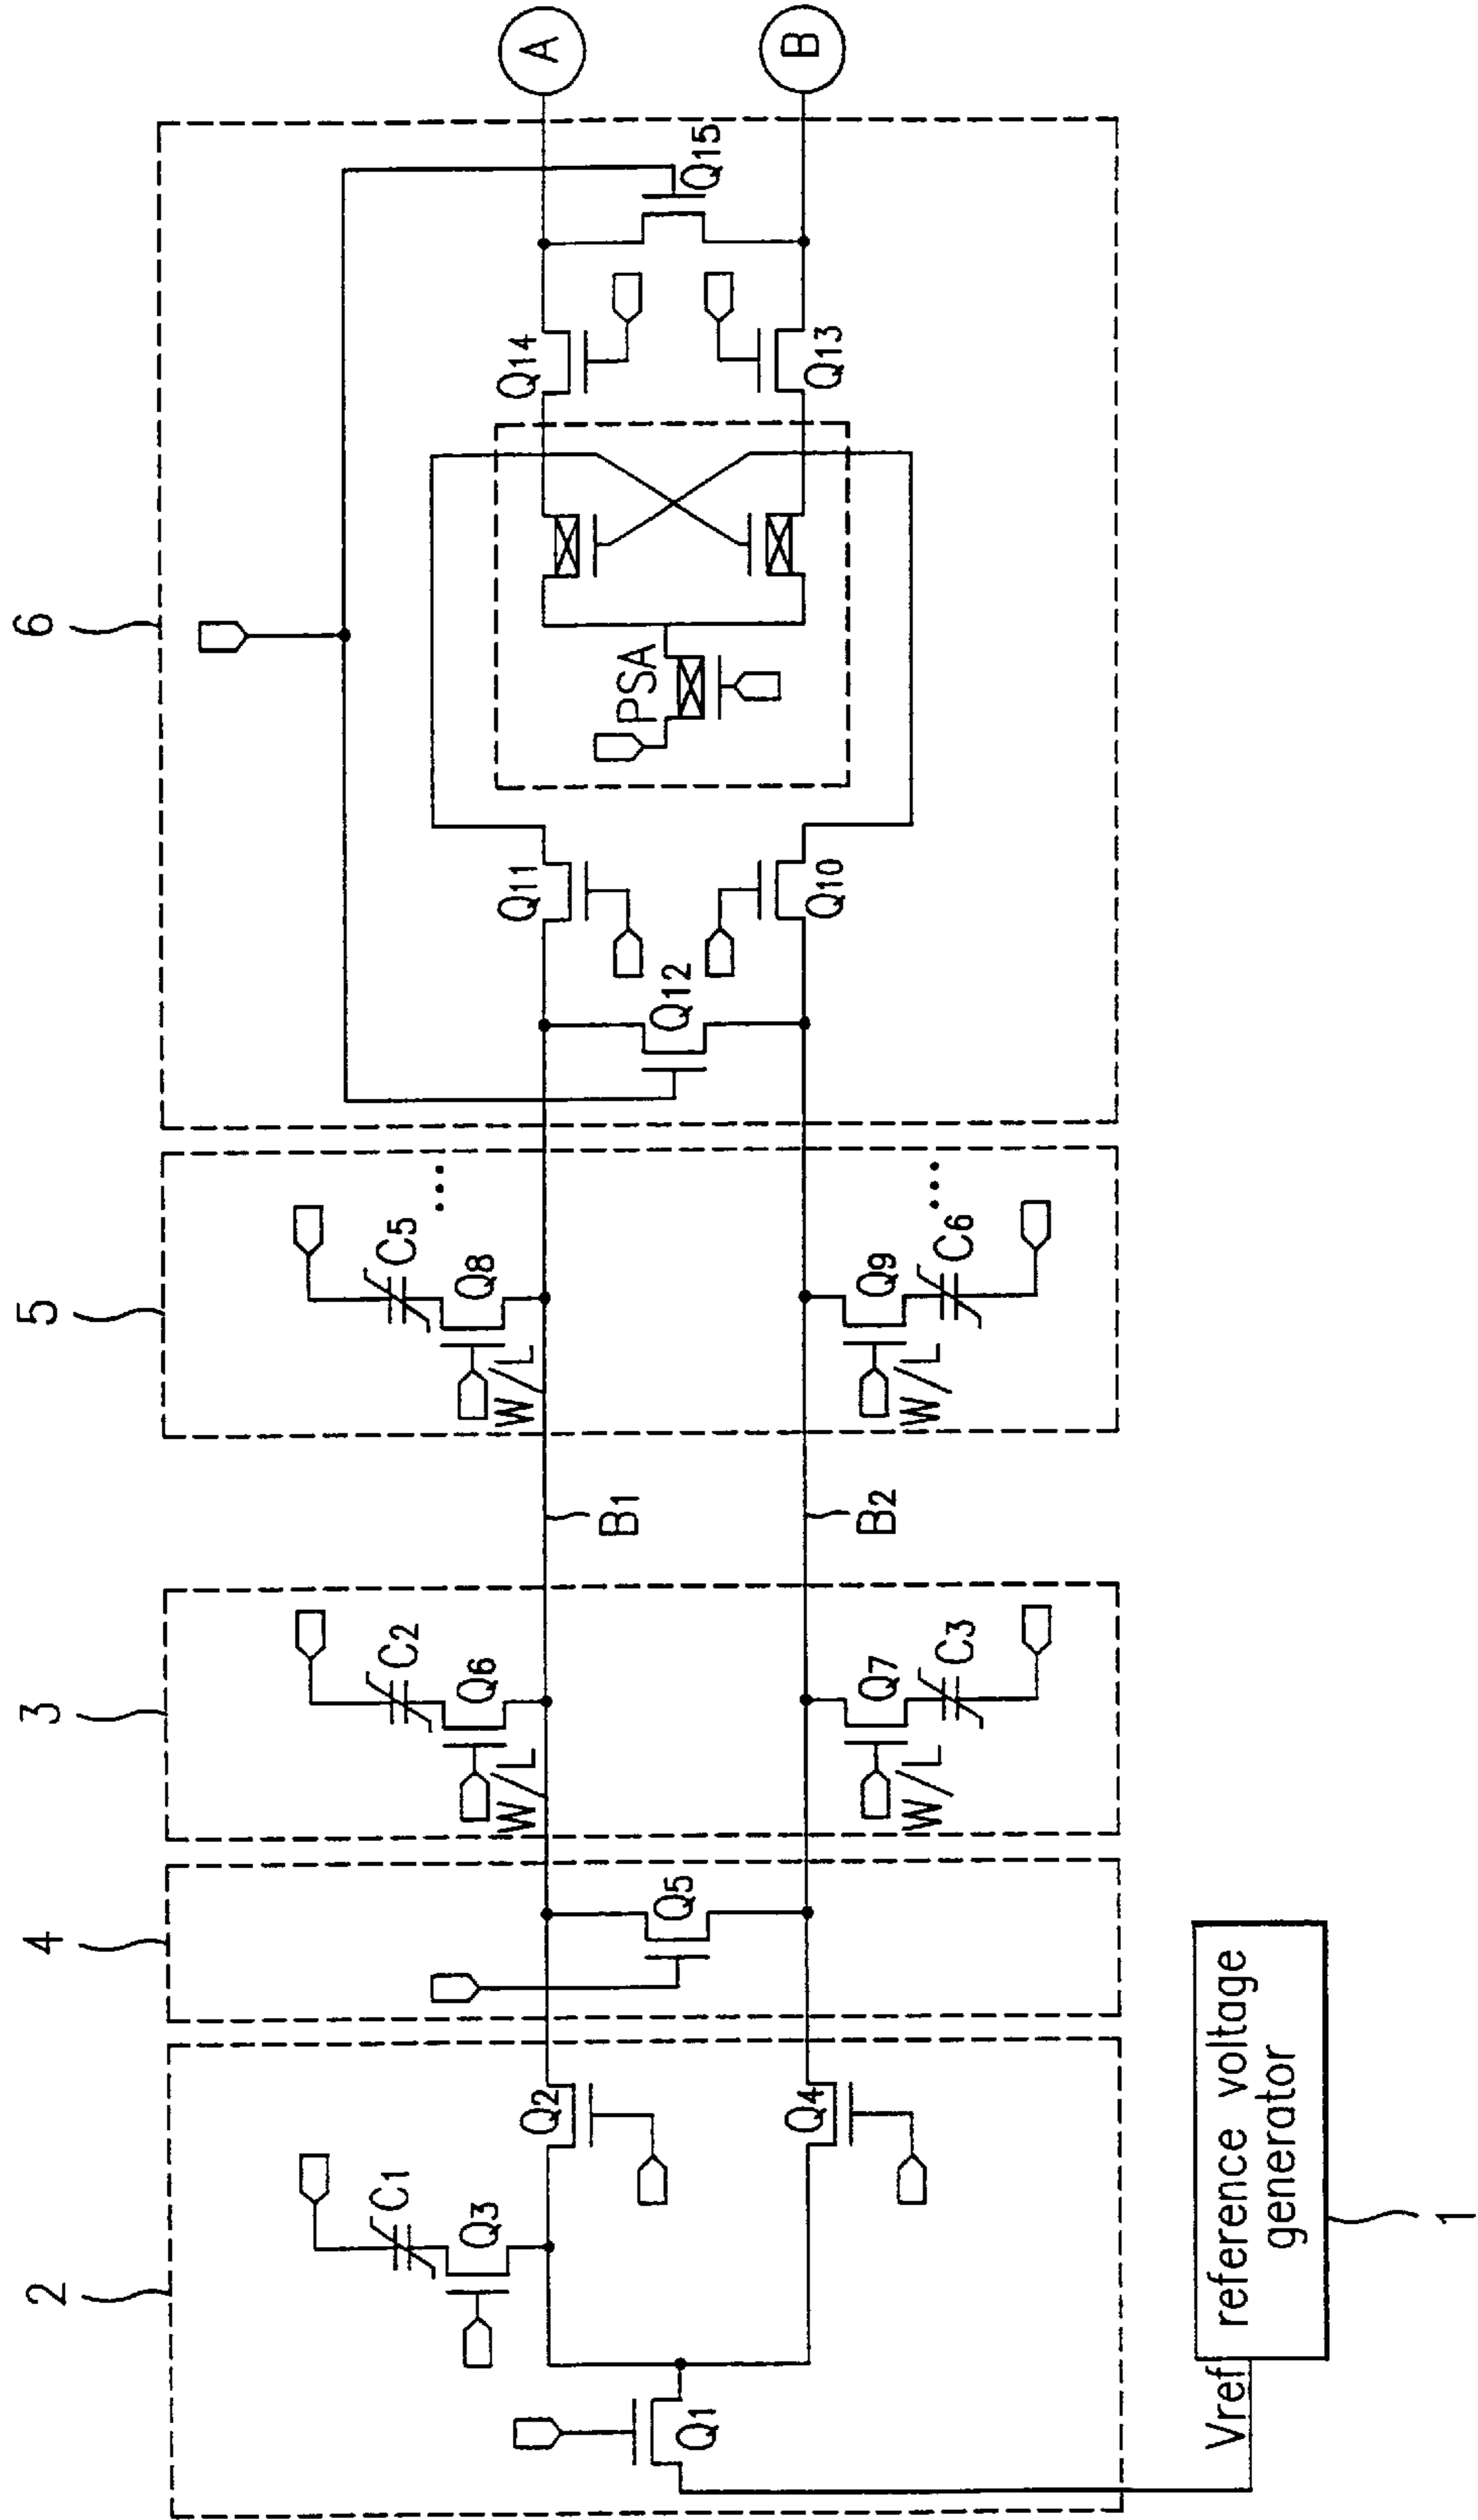 2
4
3
5
6
C1
Q3
Q2
Q1
Q4
Q5
C2
Q6
W/L
Q7
C3
W/L
B1
B2
C5
Q8
W/L
Q9
C6
W/L
Q12
Q11
Q10
PSA
Q14
Q13
Q15
A
B
Vref
reference voltage
generator
1